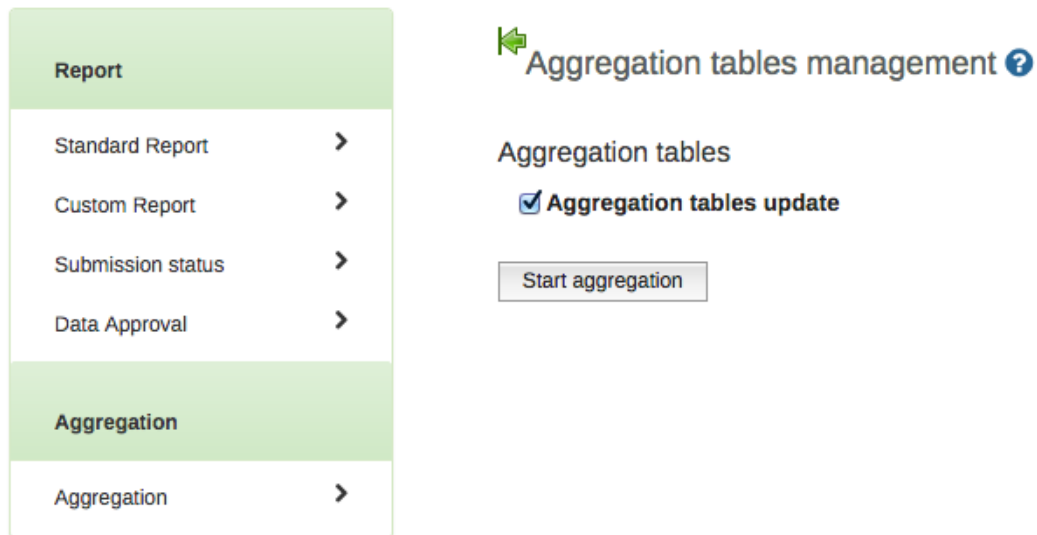 Report
Standard Report
Custom Report
Submission status
Data Approval
Aggregation
Aggregation
Aggregation tables management ?
Aggregation tables
Aggregation tables update
Start aggregation